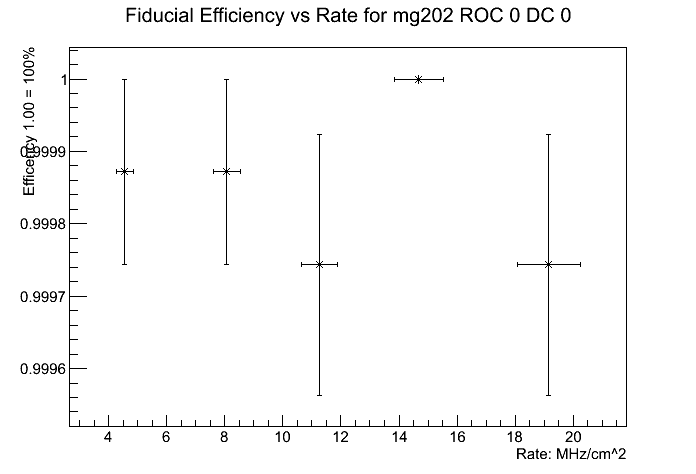 Fiducial Efficiency vs Rate for mg202 ROC 0 DC 0
Efficency 1.00 = 100%
1
0.9999
0.9998
0.9997
0.9996
4 6 8 10 12 14 16 18 20
Rate: MHz/cm^2